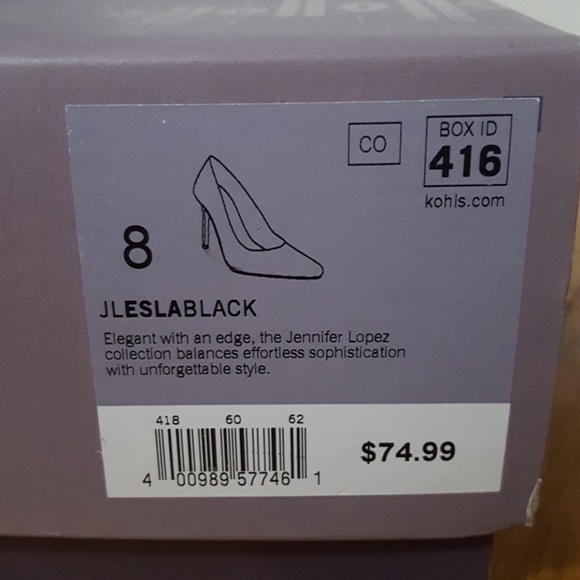 CO
BOX ID
416
kohls.com
8
JLESLABLACK
Elegant with an edge, the Jennifer Lopez
collection balances effortless sophistication
with unforgettable style.
418 60 62
$74.99
4 00989 57746 1